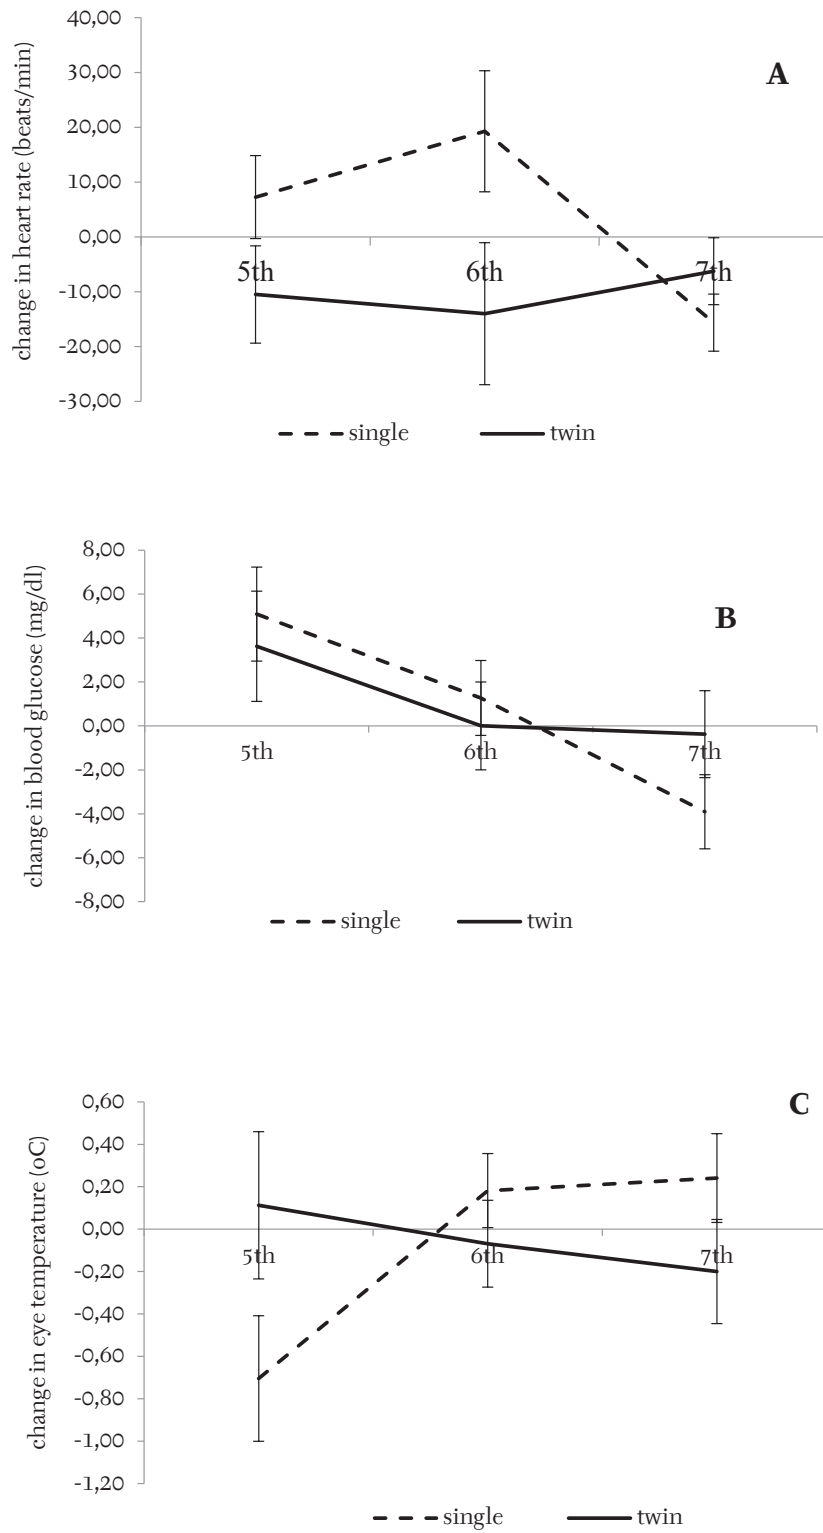 A
change in heart rate (beats/min)
40,00
30,00
20,00
10,00
0,00
-10,00
-20,00
-30,00
5th 6th 7th
single twin
B
change in blood glucose (mg/dl)
8,00
6,00
4,00
2,00
0,00
-2,00
-4,00
-6,00
-8,00
5th 6th 7th
single twin
C
change in eye temperature (oC)
0,60
0,40
0,20
0,00
-0,20
-0,40
-0,60
-0,80
-1,00
-1,20
5th 6th 7th
single twin